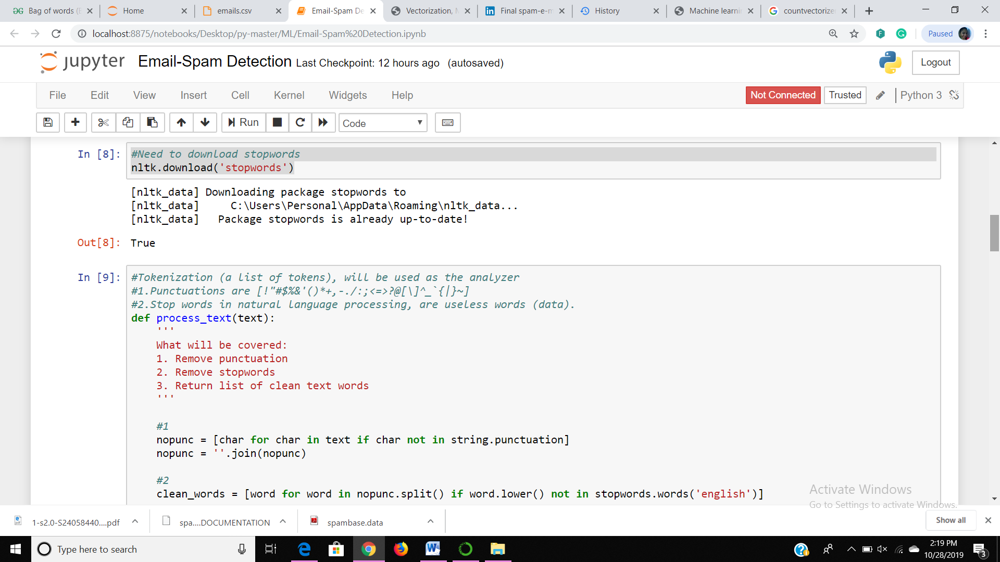 Bag of words (B
Home
emails.csv
Email-Spam De
Vectorization, M
Final spam-e-m
History
Machine learni
countvectorize
localhost:8875/notebooks/Desktop/py-master/ML/Email-Spam%20Detection.ipynb
Paused
jupyter Email-Spam Detection Last Checkpoint: 12 hours ago (autosaved)
Logout
File Edit View Insert Cell Kernel Widgets Help
Not Connected Trusted Python 3
Run Code
In [8]: #Need to download stopwords
nltk.download('stopwords')
[nltk_data] Downloading package stopwords to
[nltk_data]     C:\Users\Personal\AppData\Roaming\nltk_data...
[nltk_data]   Package stopwords is already up-to-date!
Out[8]: True
In [9]: #Tokenization (a list of tokens), will be used as the analyzer
#1.Punctuations are [!"#$%&'()*+,-./:;<=>?@[\]^_`{|}~]
#2.Stop words in natural language processing, are useless words (data).
def process_text(text):
    '''
    What will be covered:
    1. Remove punctuation
    2. Remove stopwords
    3. Return list of clean text words
    '''
    #1
    nopunc = [char for char in text if char not in string.punctuation]
    nopunc = ''.join(nopunc)
    #2
    clean_words = [word for word in nopunc.split() if word.lower() not in stopwords.words('english')]
Activate Windows
Go to Settings to activate Windows.
1-s2.0-S24058440....pdf
spa....DOCUMENTATION
spambase.data
Show all
Type here to search
2:19 PM
10/28/2019
3